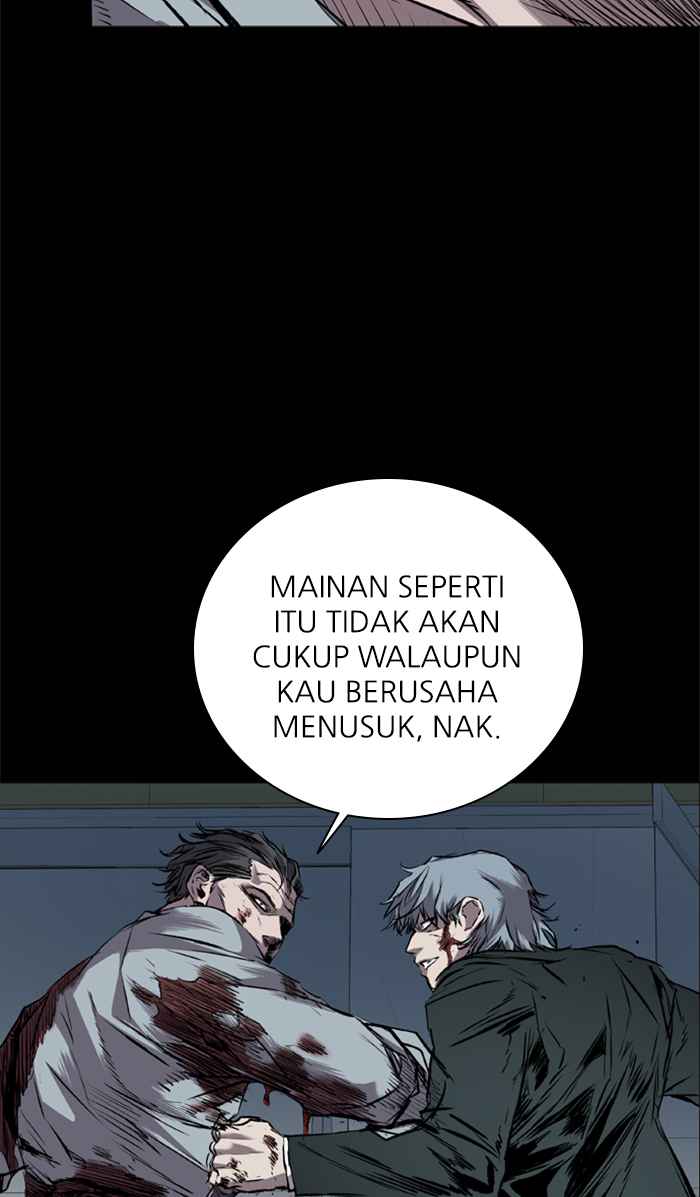 MAINAN SEPERTI
ITU TIDAK AKAN
CUKUP WALAUPUN
KAU BERUSAHA
MENUSUK, NAK.